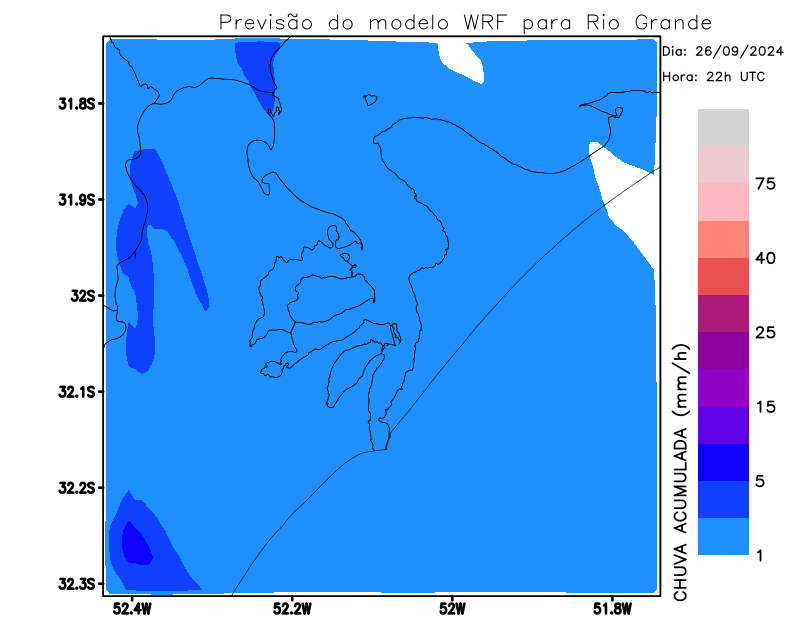 Previsão do modelo WRF para Rio Grande
Dia: 26/09/2024
Hora: 22h UTC
31.8S
31.9S
32S
32.1S
32.2S
32.3S
52.4W
52.2W
52W
51.8W
75
40
25
15
5
1
CHUVA ACUMULADA (mm/h)